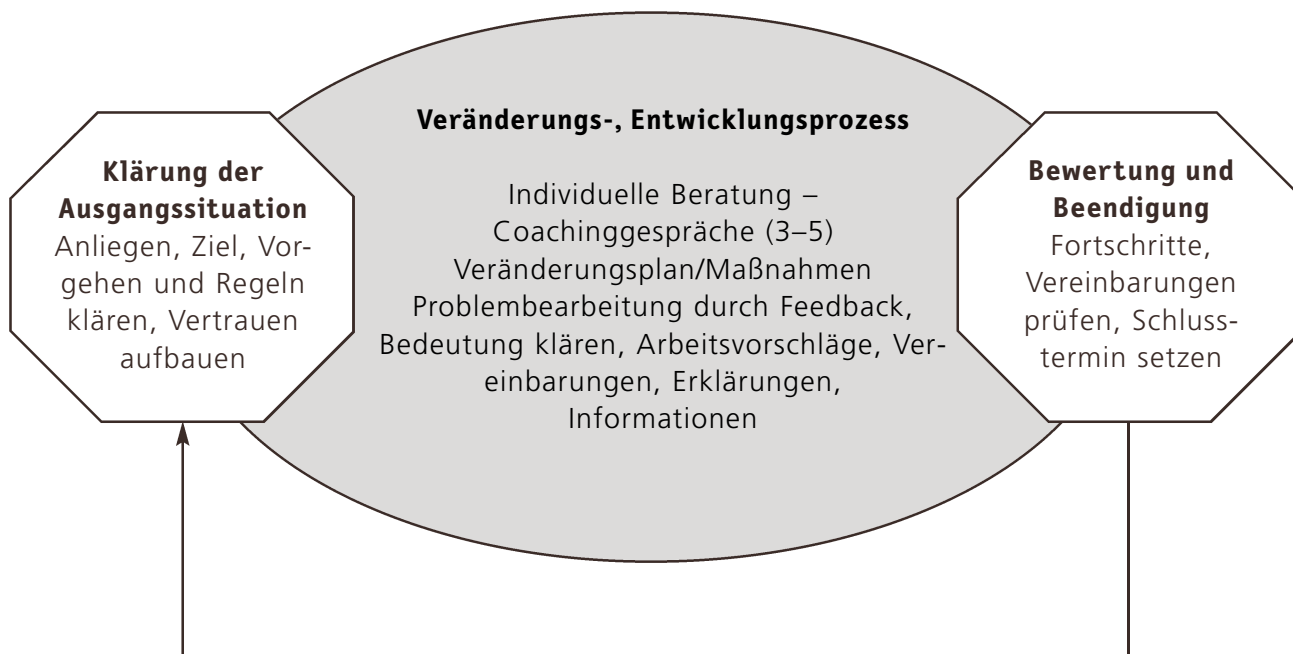 Klärung der
Ausgangssituation
Anliegen, Ziel, Vor-
gehen und Regeln
klären, Vertrauen
aufbauen
Veränderungs-, Entwicklungsprozess
Individuelle Beratung –
Coachinggespräche (3–5)
Veränderungsplan/Maßnahmen
Problembearbeitung durch Feedback,
Bedeutung klären, Arbeitsvorschläge, Ver-
einbarungen, Erklärungen,
Informationen
Bewertung und
Beendigung
Fortschritte,
Vereinbarungen
prüfen, Schluss-
termin setzen